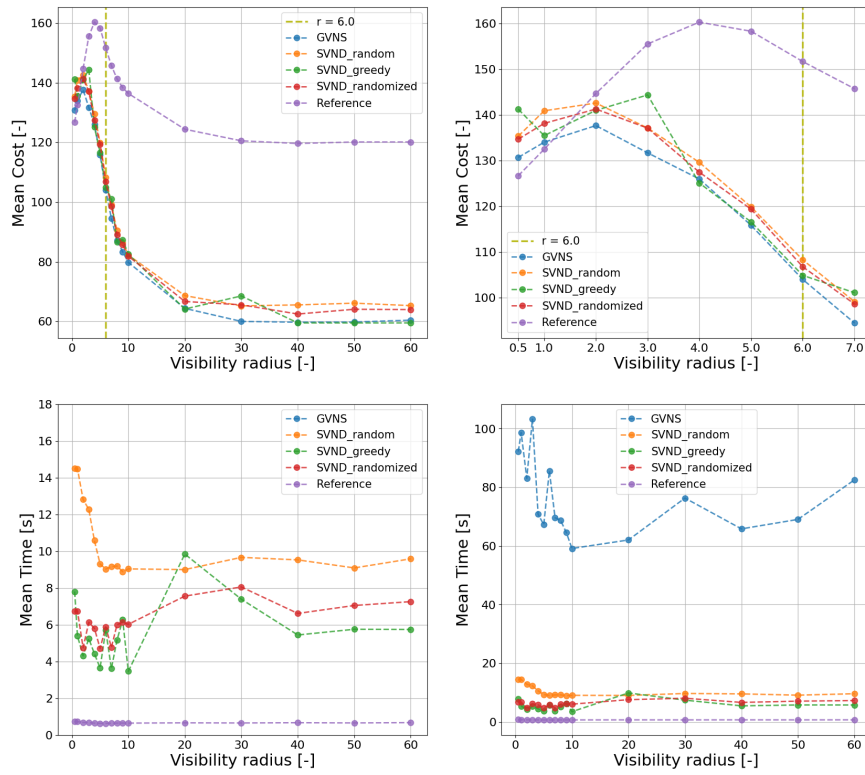 160
140
120
100
80
60
Mean Cost [-]
0 10 20 30 40 50 60
Visibility radius [-]
r = 6.0
GVNS
SVND_random
SVND_greedy
SVND_randomized
Reference
160
150
140
130
120
110
100
Mean Cost [-]
0.5 1.0 2.0 3.0 4.0 5.0 6.0 7.0
Visibility radius [-]
r = 6.0
GVNS
SVND_random
SVND_greedy
SVND_randomized
Reference
18
16
14
12
10
8
6
4
2
0
Mean Time [s]
0 10 20 30 40 50 60
Visibility radius [-]
GVNS
SVND_random
SVND_greedy
SVND_randomized
Reference
100
80
60
40
20
0
Mean Time [s]
0 10 20 30 40 50 60
Visibility radius [-]
GVNS
SVND_random
SVND_greedy
SVND_randomized
Reference